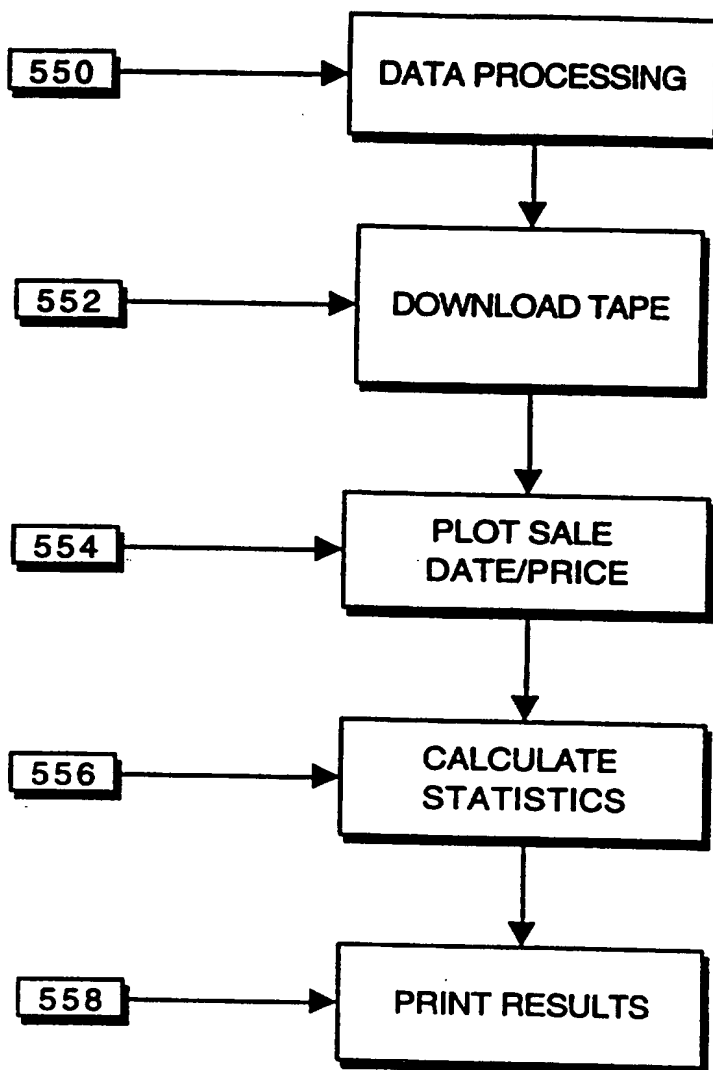 550
DATA PROCESSING
552
DOWNLOAD TAPE
554
PLOT SALE
DATE/PRICE
556
CALCULATE
STATISTICS
558
PRINT RESULTS